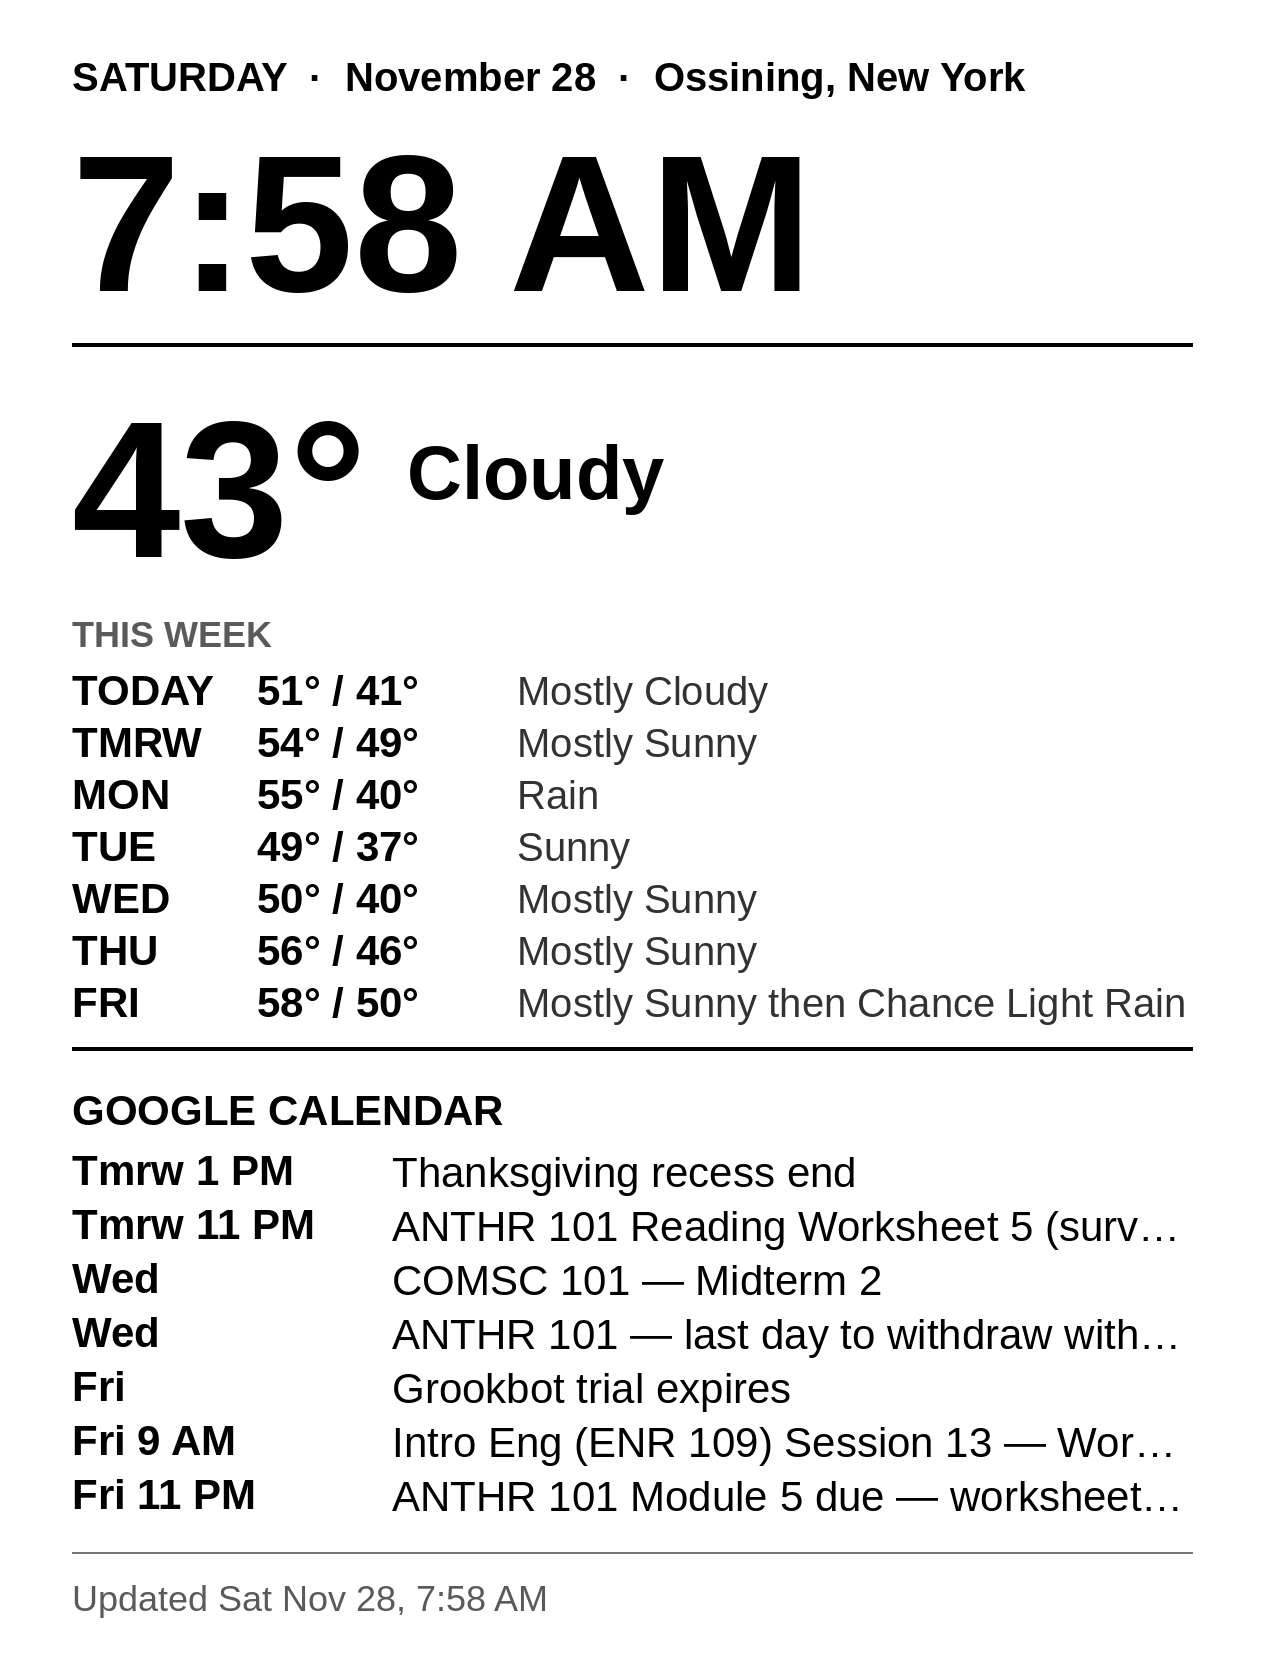 SATURDAY · November 28 · Ossining, New York
7:58 AM
43° Cloudy
THIS WEEK
TODAY 51° / 41° Mostly Cloudy
TMRW 54° / 49° Mostly Sunny
MON 55° / 40° Rain
TUE 49° / 37° Sunny
WED 50° / 40° Mostly Sunny
THU 56° / 46° Mostly Sunny
FRI 58° / 50° Mostly Sunny then Chance Light Rain
GOOGLE CALENDAR
Tmrw 1 PM Thanksgiving recess end
Tmrw 11 PM ANTHR 101 Reading Worksheet 5 (surv…
Wed COMSC 101 — Midterm 2
Wed ANTHR 101 — last day to withdraw with…
Fri Grookbot trial expires
Fri 9 AM Intro Eng (ENR 109) Session 13 — Wor…
Fri 11 PM ANTHR 101 Module 5 due — worksheet…
Updated Sat Nov 28, 7:58 AM